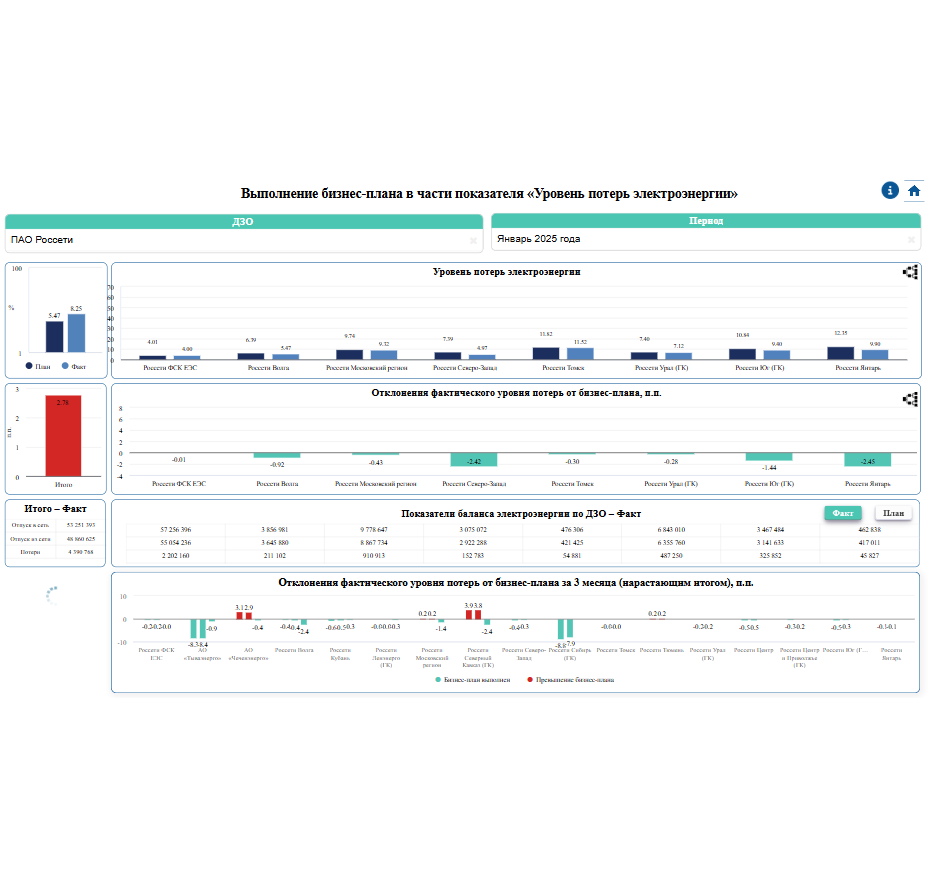 Выполнение бизнес-плана в части показателя «Уровень потерь электроэнергии»
ДЗО
ПАО Россети
Период
Январь 2025 года
100
%
1
5.47 8.25
План Факт
Уровень потерь электроэнергии
70
60
50
40
30
20
10
0
4.01 4.00 6.39 5.47 9.74 9.32 7.39 4.97 11.82 11.52 7.40 7.12 10.84 9.40 12.35 9.90
Россети ФСК ЕЭС Россети Волга Россети Московский регион Россети Северо-Запад Россети Томск Россети Урал (ГК) Россети Юг (ГК) Россети Янтарь
3
2
п.п.
1
0
2.78
Итого
Отклонения фактического уровня потерь от бизнес-плана, п.п.
8
6
4
2
0
-2
-4
-0.01 -0.92 -0.43 -2.42 -0.30 -0.28 -1.44 -2.45
Россети ФСК ЕЭС Россети Волга Россети Московский регион Россети Северо-Запад Россети Томск Россети Урал (ГК) Россети Юг (ГК) Россети Янтарь
Итого – Факт
Отпуск в сеть 53 251 393
Отпуск из сети 48 860 625
Потери 4 390 768
Показатели баланса электроэнергии по ДЗО – Факт
Факт План
57 256 396 3 856 981 9 778 647 3 075 072 476 306 6 843 010 3 467 484 462 838
55 054 236 3 645 880 8 867 734 2 922 288 421 425 6 355 760 3 141 633 417 011
2 202 160 211 102 910 913 152 783 54 881 487 250 325 852 45 827
Отклонения фактического уровня потерь от бизнес-плана за 3 месяца (нарастающим итогом), п.п.
10
0
-10
-0.2 -0.2 0.0 -8.3 -8.4 -0.9 3.1 2.9 -0.4 -0.4 -0.4 -2.4 -0.6 -0.5 -0.3 -0.0 -0.0 -0.3 0.2 0.2 -1.4 3.9 3.8 -2.4 -0.4 -0.3 -8.8 -7.9 -0.0 -0.0 0.2 0.2 -0.2 -0.2 -0.5 -0.5 -0.3 -0.2 -0.5 -0.3 -0.1 -0.1
Россети ФСК ЕЭС
АО «Тываэнерго»
АО «Чеченэнерго»
Россети Волга
Россети Кубань
Россети Ленэнерго (ГК)
Россети Московский регион
Россети Северный Кавказ (ГК)
Россети Северо-Запад
Россети Сибирь (ГК)
Россети Томск
Россети Тюмень
Россети Урал (ГК)
Россети Центр
Россети Центр и Приволжье (ГК)
Россети Юг (Г…
Россети Янтарь
Бизнес-план выполнен Превышение бизнес-плана